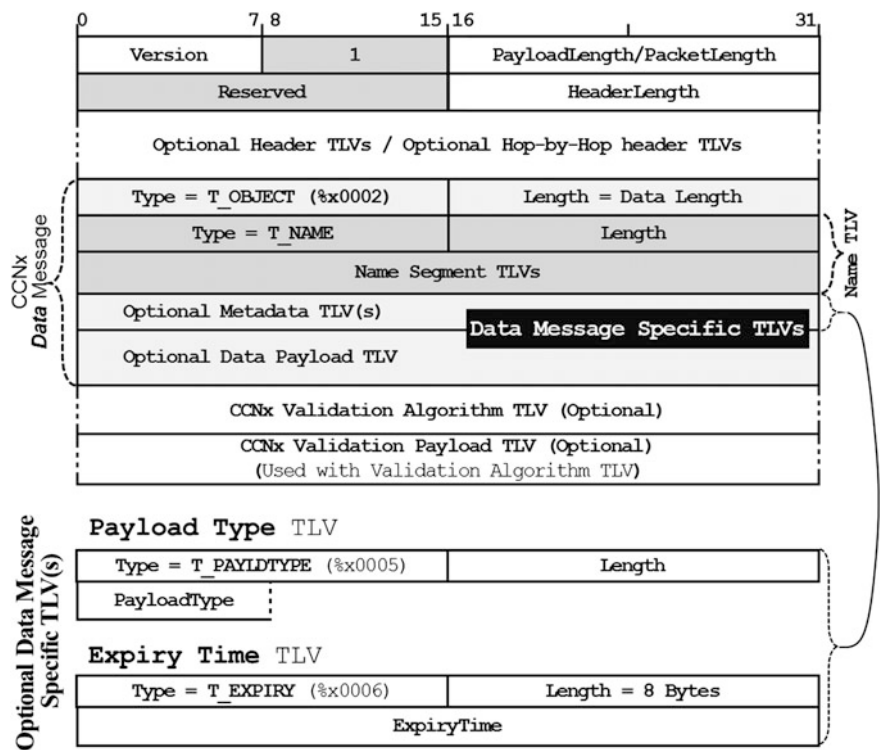 0 7 8 15 16 31
Version 1 PayloadLength/PacketLength
Reserved HeaderLength
Optional Header TLVs / Optional Hop-by-Hop header TLVs
CCNx
Data Message
Type = T_OBJECT (%x0002) Length = Data Length
Type = T_NAME Length
Name Segment TLVs
Name TLV
Optional Metadata TLV(s)
Data Message Specific TLVs
Optional Data Payload TLV
CCNx Validation Algorithm TLV (Optional)
CCNx Validation Payload TLV (Optional)
(Used with Validation Algorithm TLV)
Optional Data Message
Specific TLV(s)
Payload Type TLV
Type = T_PAYLDTYPE (%x0005) Length
PayloadType
Expiry Time TLV
Type = T_EXPIRY (%x0006) Length = 8 Bytes
ExpiryTime